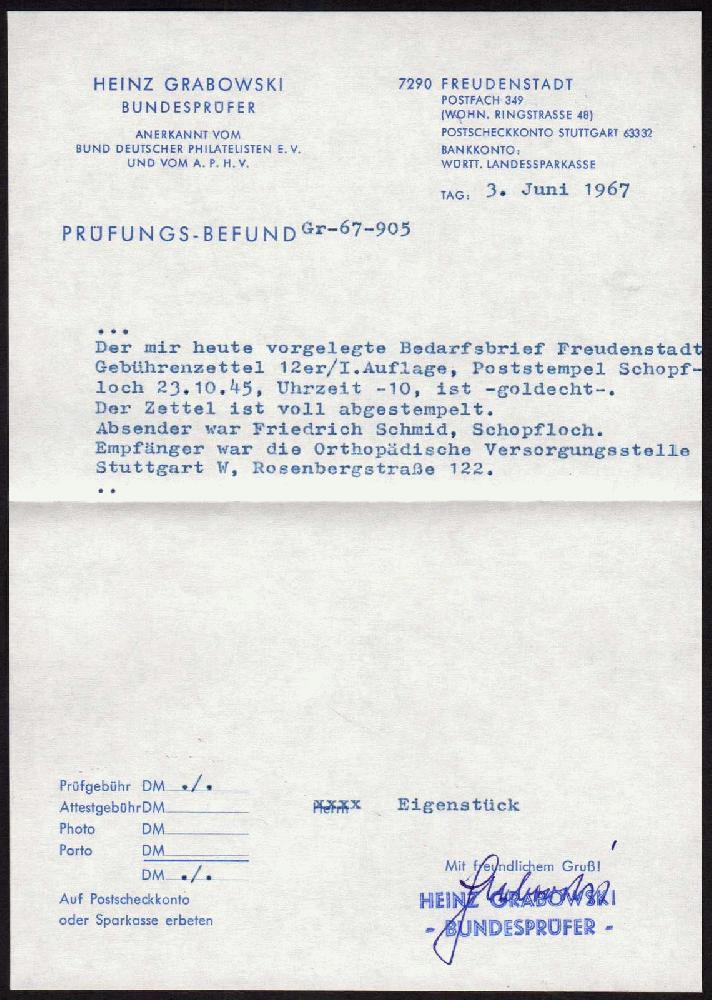 HEINZ GRABOWSKI
BUNDESPRÜFER
ANERKANNT VOM
BUND DEUTSCHER PHILATELISTEN E. V.
UND VOM A. P. H. V.
7290 FREUDENSTADT
POSTFACH 349
(WOHN. RINGSTRASSE 48)
POSTSCHECKKONTO STUTTGART 63332
BANKKONTO:
WÜRTT. LANDESSPARKASSE
TAG: 3. Juni 1967
PRÜFUNGS-BEFUND Gr-67-905
...
Der mir heute vorgelegte Bedarfsbrief Freudenstadt
Gebührenzettel 12er/I.Auflage, Poststempel Schopf-
loch 23.10.45, Uhrzeit -10, ist -goldecht-.
Der Zettel ist voll abgestempelt.
Absender war Friedrich Schmid, Schopfloch.
Empfänger war die Orthopädische Versorgungsstelle
Stuttgart W, Rosenbergstraße 122.
..
Prüfgebühr DM ./.
Attestgebühr DM
Photo DM
Porto DM
DM ./.
Auf Postscheckkonto
oder Sparkasse erbeten
Herrn xxxx Eigenstück
Mit freundlichem Gruß!
Grabowski
HEINZ GRABOWSKI
- BUNDESPRÜFER -